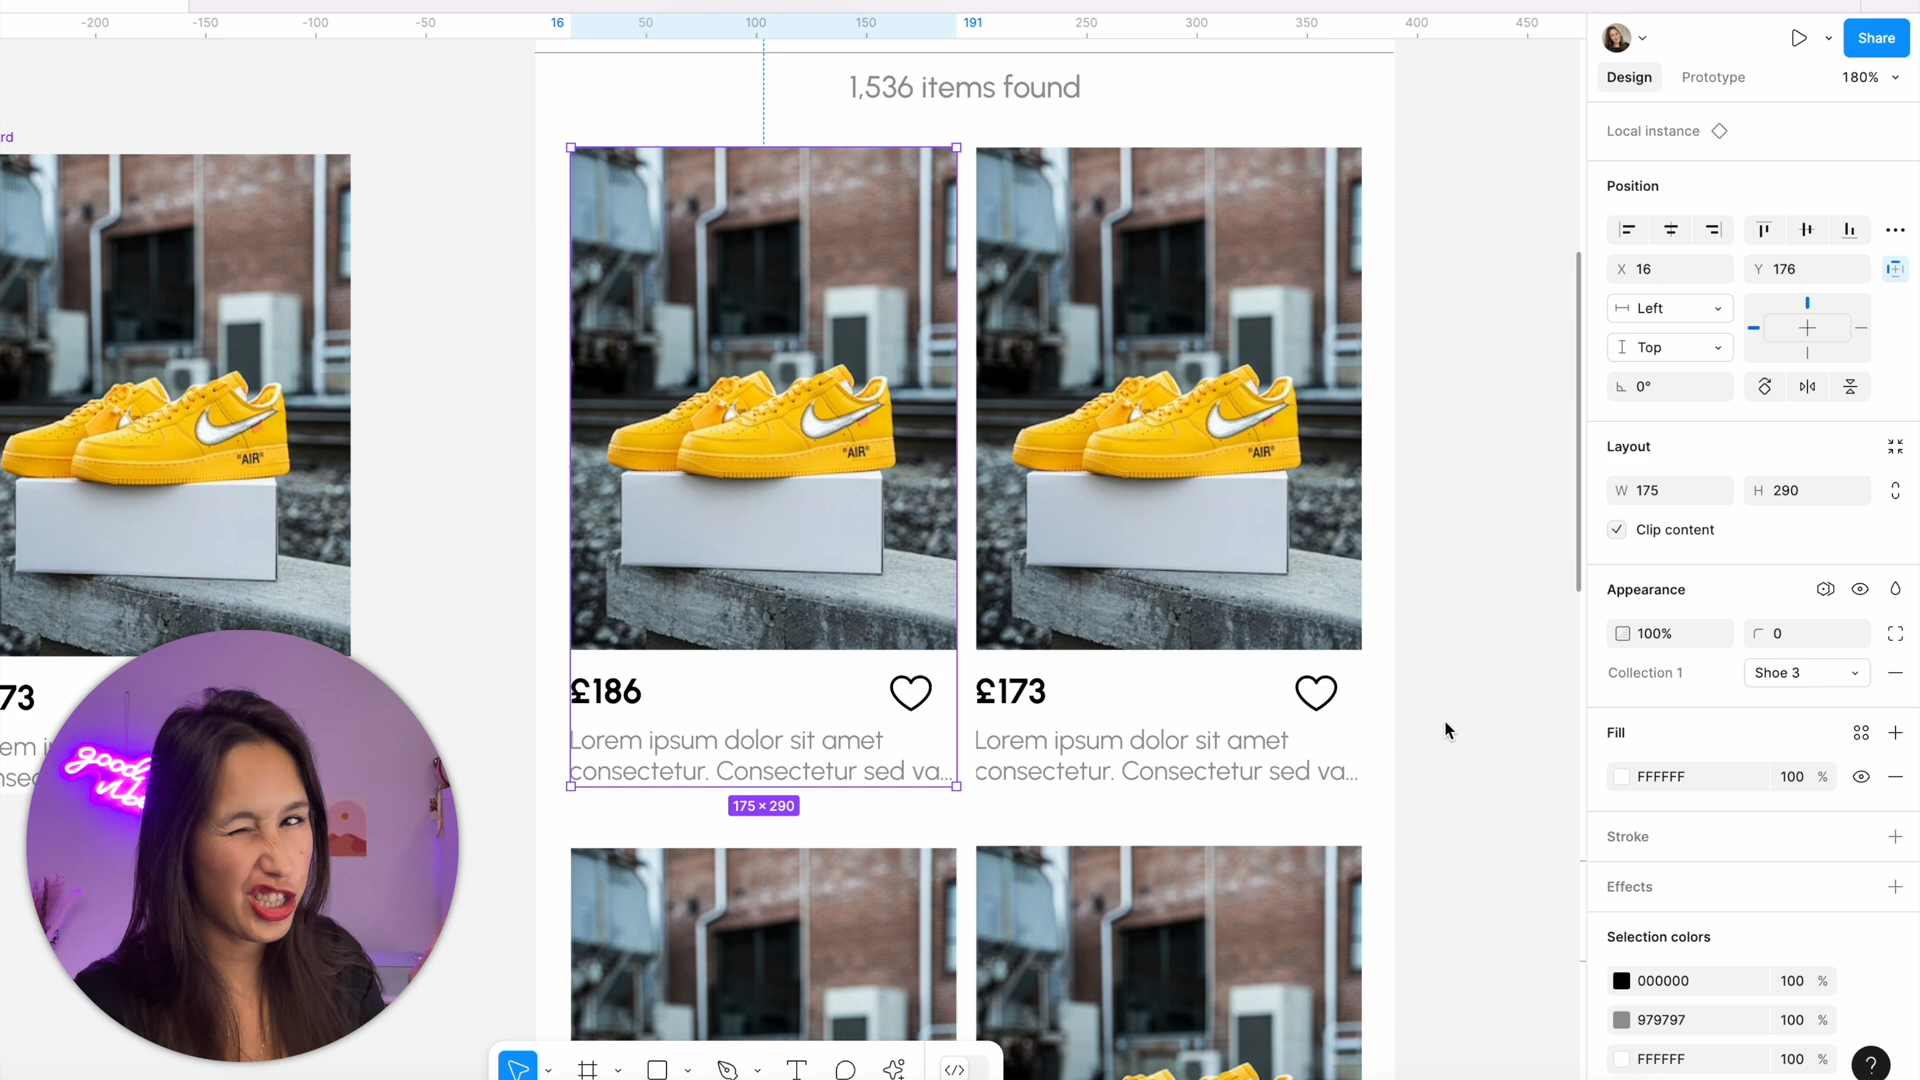 -200 -150 -100 -50 16 50 100 150 191 250 300 350 400 450
Share
Design Prototype 180%
1,536 items found
rd
Local instance
Position
X 16 Y 176
Left
Top
0°
Layout
W 175 H 290
Clip content
Appearance
100% 0
Collection 1 Shoe 3
Fill
FFFFFF 100 %
Stroke
Effects
Selection colors
000000 100 %
979797 100 %
FFFFFF 100 %
?
"AIR"
"AIR"
"AIR"
73
£186
Lorem ipsum dolor sit amet
consectetur. Consectetur sed va...
175 × 290
£173
Lorem ipsum dolor sit amet
consectetur. Consectetur sed va...
good